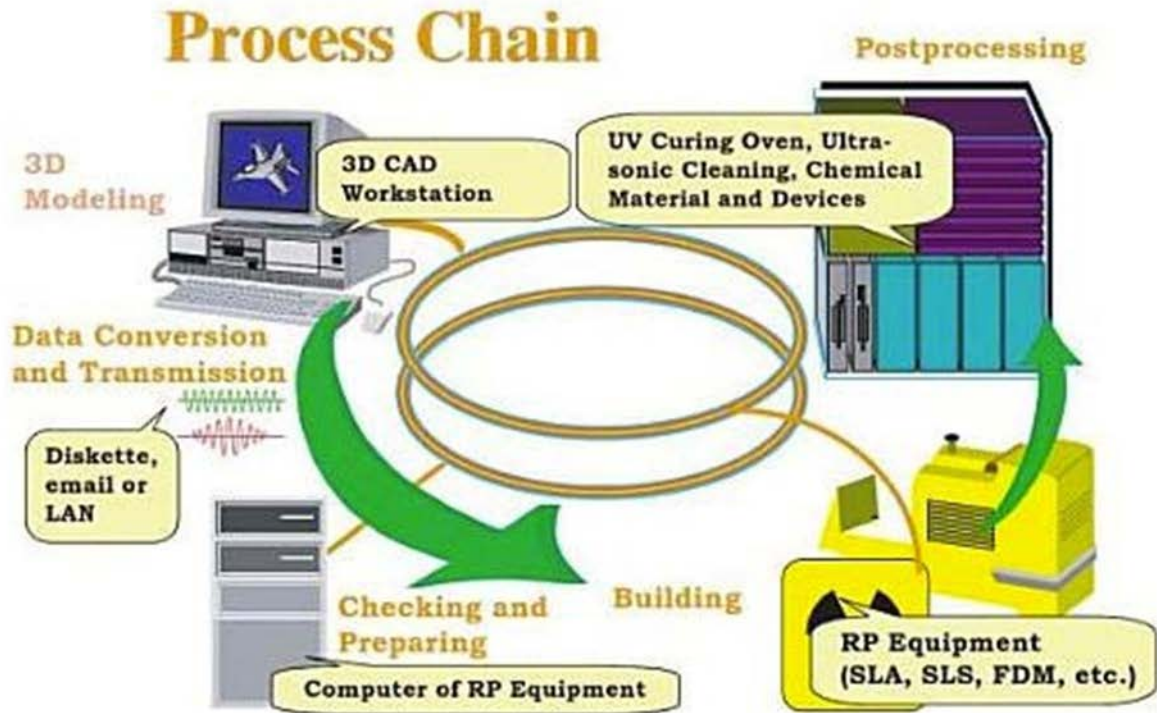 Process Chain
Postprocessing
3D
Modeling
3D CAD
Workstation
UV Curing Oven, Ultra-
sonic Cleaning, Chemical
Material and Devices
Data Conversion
and Transmission
Diskette,
email or
LAN
Checking and
Preparing
Building
Computer of RP Equipment
RP Equipment
(SLA, SLS, FDM, etc.)